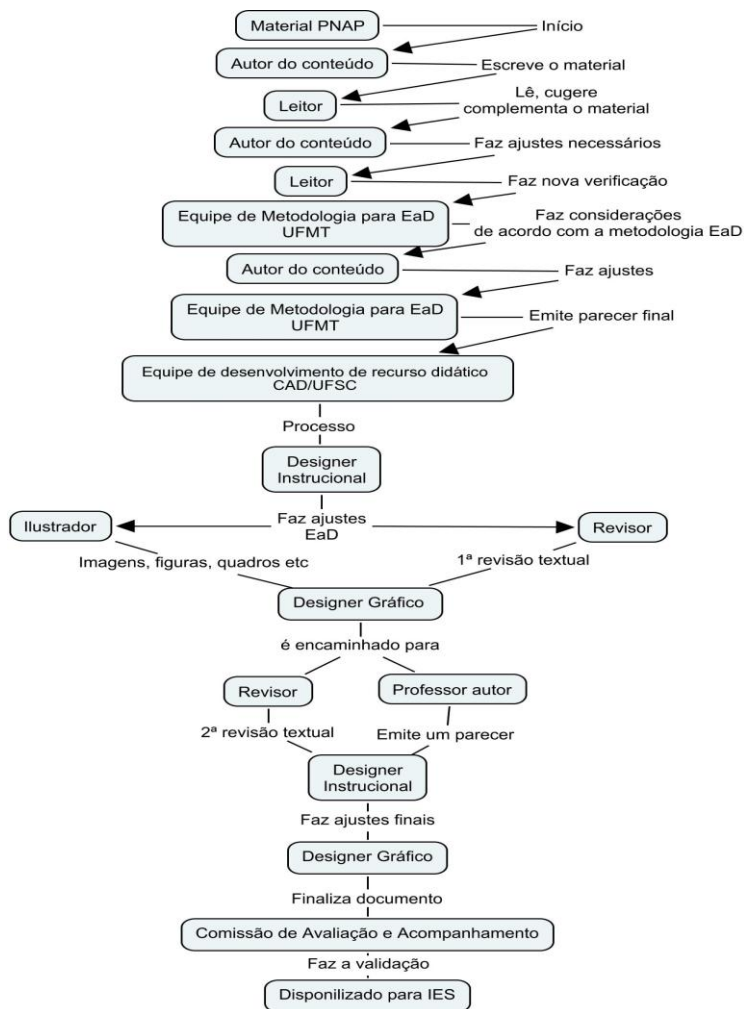 Material PNAP
Início
Autor do conteúdo
Escreve o material
Leitor
Lê, cugere
complementa o material
Autor do conteúdo
Faz ajustes necessários
Leitor
Faz nova verificação
Equipe de Metodologia para EaD
UFMT
Faz considerações
de acordo com a metodologia EaD
Autor do conteúdo
Faz ajustes
Equipe de Metodologia para EaD
UFMT
Emite parecer final
Equipe de desenvolvimento de recurso didático
CAD/UFSC
Processo
Designer
Instrucional
Ilustrador
Faz ajustes
EaD
Revisor
Imagens, figuras, quadros etc
1ª revisão textual
Designer Gráfico
é encaminhado para
Revisor
Professor autor
2ª revisão textual
Emite um parecer
Designer
Instrucional
Faz ajustes finais
Designer Gráfico
Finaliza documento
Comissão de Avaliação e Acompanhamento
Faz a validação
Disponilizado para IES